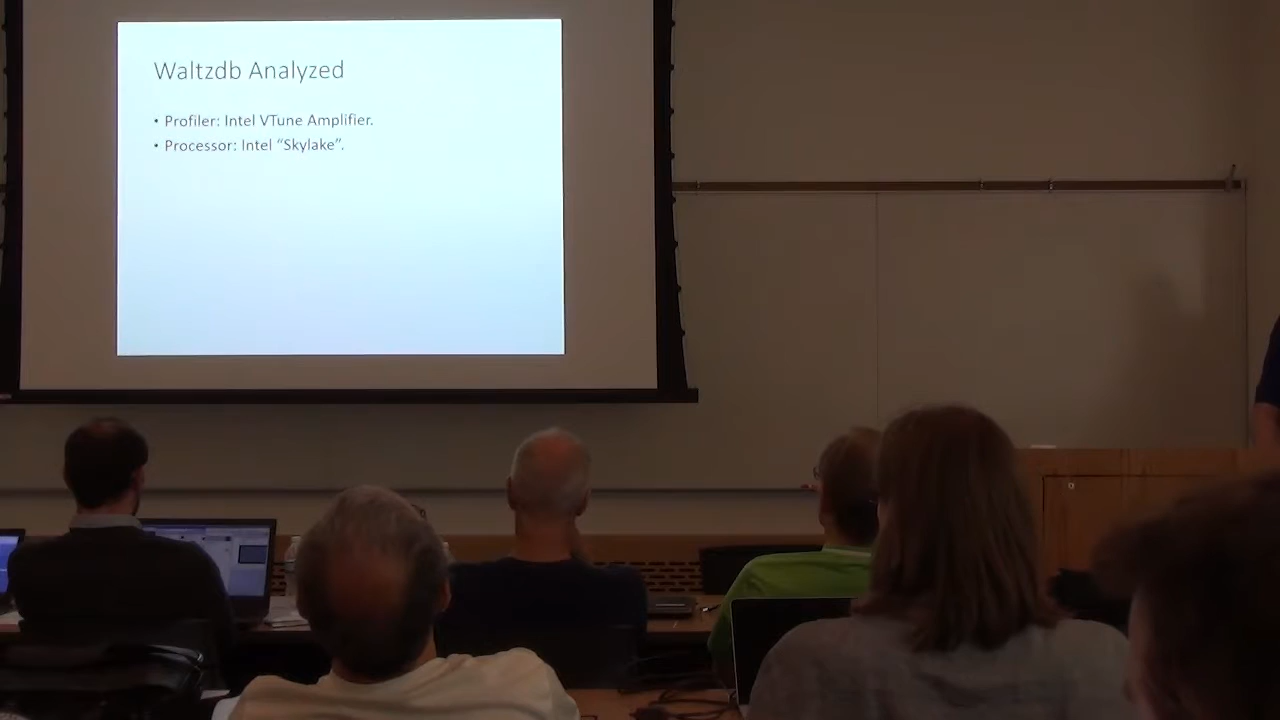 Waltzdb Analyzed
• Profiler: Intel VTune Amplifier.
• Processor: Intel “Skylake”.